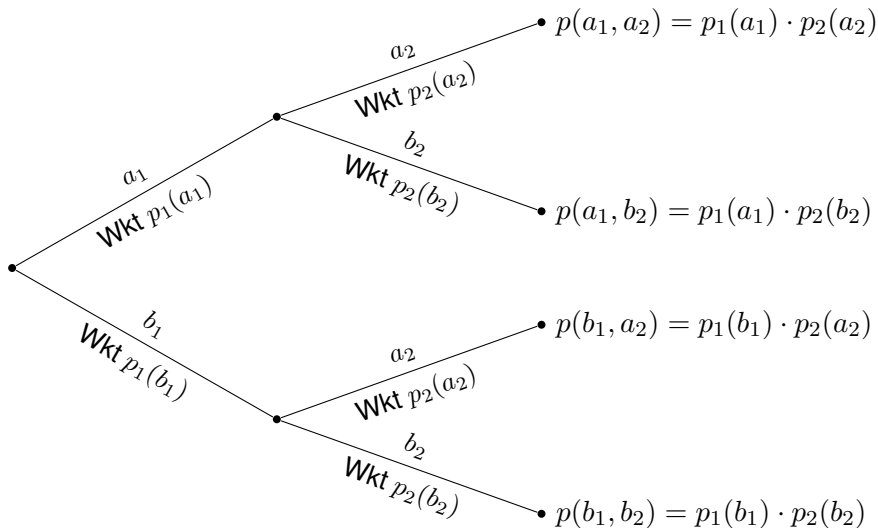 a₂
Wkt p₂(a₂)
p(a₁, a₂) = p₁(a₁) · p₂(a₂)
a₁
Wkt p₁(a₁)
b₂
Wkt p₂(b₂)
p(a₁, b₂) = p₁(a₁) · p₂(b₂)
b₁
Wkt p₁(b₁)
a₂
Wkt p₂(a₂)
p(b₁, a₂) = p₁(b₁) · p₂(a₂)
b₂
Wkt p₂(b₂)
p(b₁, b₂) = p₁(b₁) · p₂(b₂)